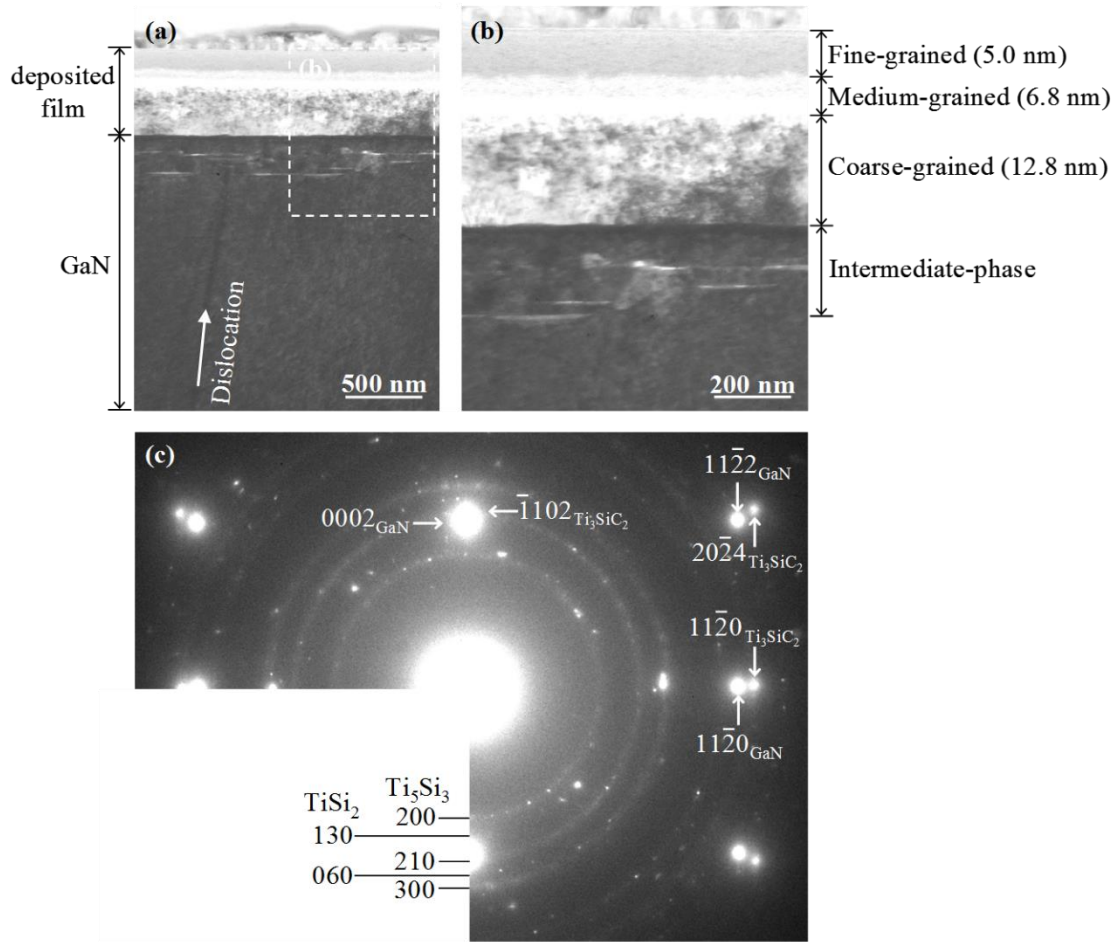 (a)
(b)
deposited
film
GaN
Dislocation
500 nm
(b)
Fine-grained (5.0 nm)
Medium-grained (6.8 nm)
Coarse-grained (12.8 nm)
Intermediate-phase
200 nm
(c)
0002GaN
1̅102Ti₃SiC₂
112̅2GaN
202̅4Ti₃SiC₂
112̅0Ti₃SiC₂
112̅0GaN
TiSi₂
130
060
Ti₅Si₃
200
210
300